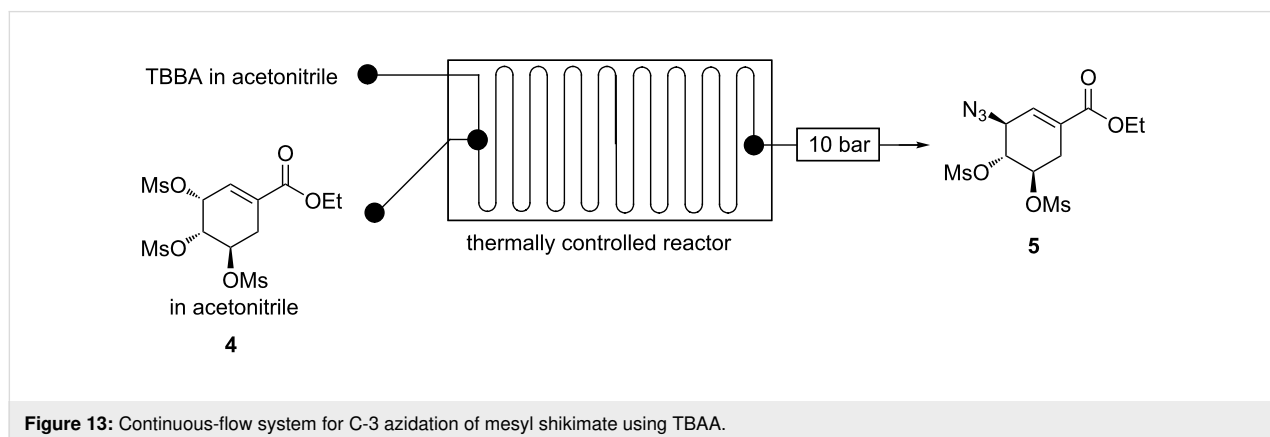 TBBA in acetonitrile
MsO
MsO
OMs
O
OEt
in acetonitrile
4
thermally controlled reactor
10 bar
N3
MsO
OMs
O
OEt
5
Figure 13: Continuous-flow system for C-3 azidation of mesyl shikimate using TBAA.